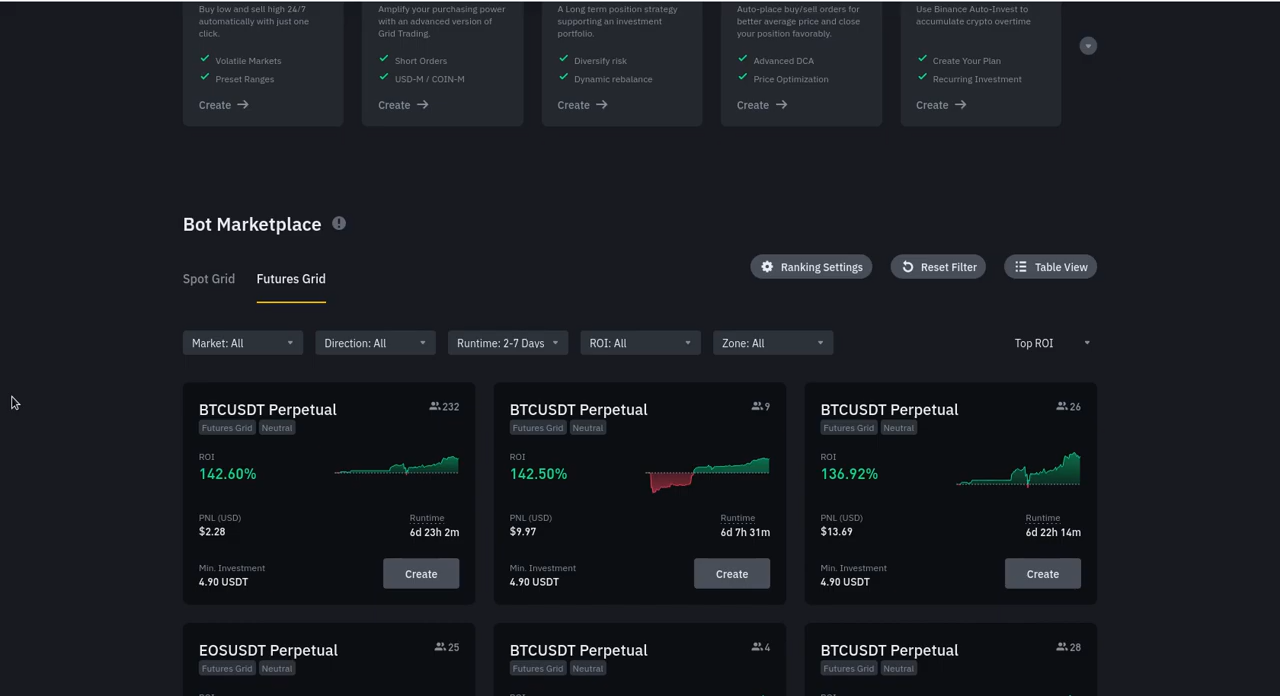 Buy low and sell high 24/7
automatically with just one
click.
Volatile Markets
Preset Ranges
Create
Amplify your purchasing power
with an advanced version of
Grid Trading.
Short Orders
USD-M / COIN-M
Create
A Long term position strategy
supporting an investment
portfolio.
Diversify risk
Dynamic rebalance
Create
Auto-place buy/sell orders for
better average price and close
your position favorably.
Advanced DCA
Price Optimization
Create
Use Binance Auto-Invest to
accumulate crypto overtime
Create Your Plan
Recurring Investment
Create
Bot Marketplace
Spot Grid
Futures Grid
Ranking Settings
Reset Filter
Table View
Market: All
Direction: All
Runtime: 2-7 Days
ROI: All
Zone: All
Top ROI
BTCUSDT Perpetual
232
Futures Grid
Neutral
ROI
142.60%
PNL (USD)
$2.28
Runtime
6d 23h 2m
Min. Investment
4.90 USDT
Create
BTCUSDT Perpetual
9
Futures Grid
Neutral
ROI
142.50%
PNL (USD)
$9.97
Runtime
6d 7h 31m
Min. Investment
4.90 USDT
Create
BTCUSDT Perpetual
26
Futures Grid
Neutral
ROI
136.92%
PNL (USD)
$13.69
Runtime
6d 22h 14m
Min. Investment
4.90 USDT
Create
EOSUSDT Perpetual
25
Futures Grid
Neutral
BTCUSDT Perpetual
4
Futures Grid
Neutral
BTCUSDT Perpetual
28
Futures Grid
Neutral